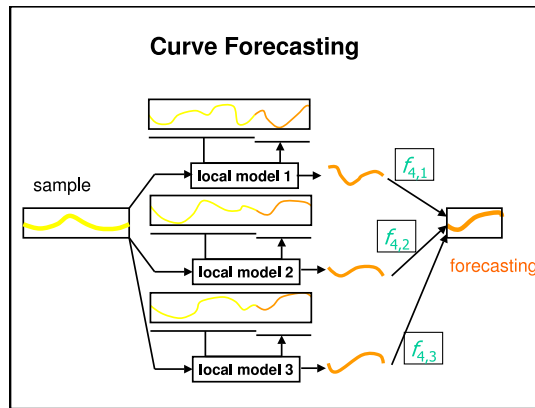 Curve Forecasting
sample
local model 1
f4,1
f4,2
forecasting
local model 2
f4,3
local model 3